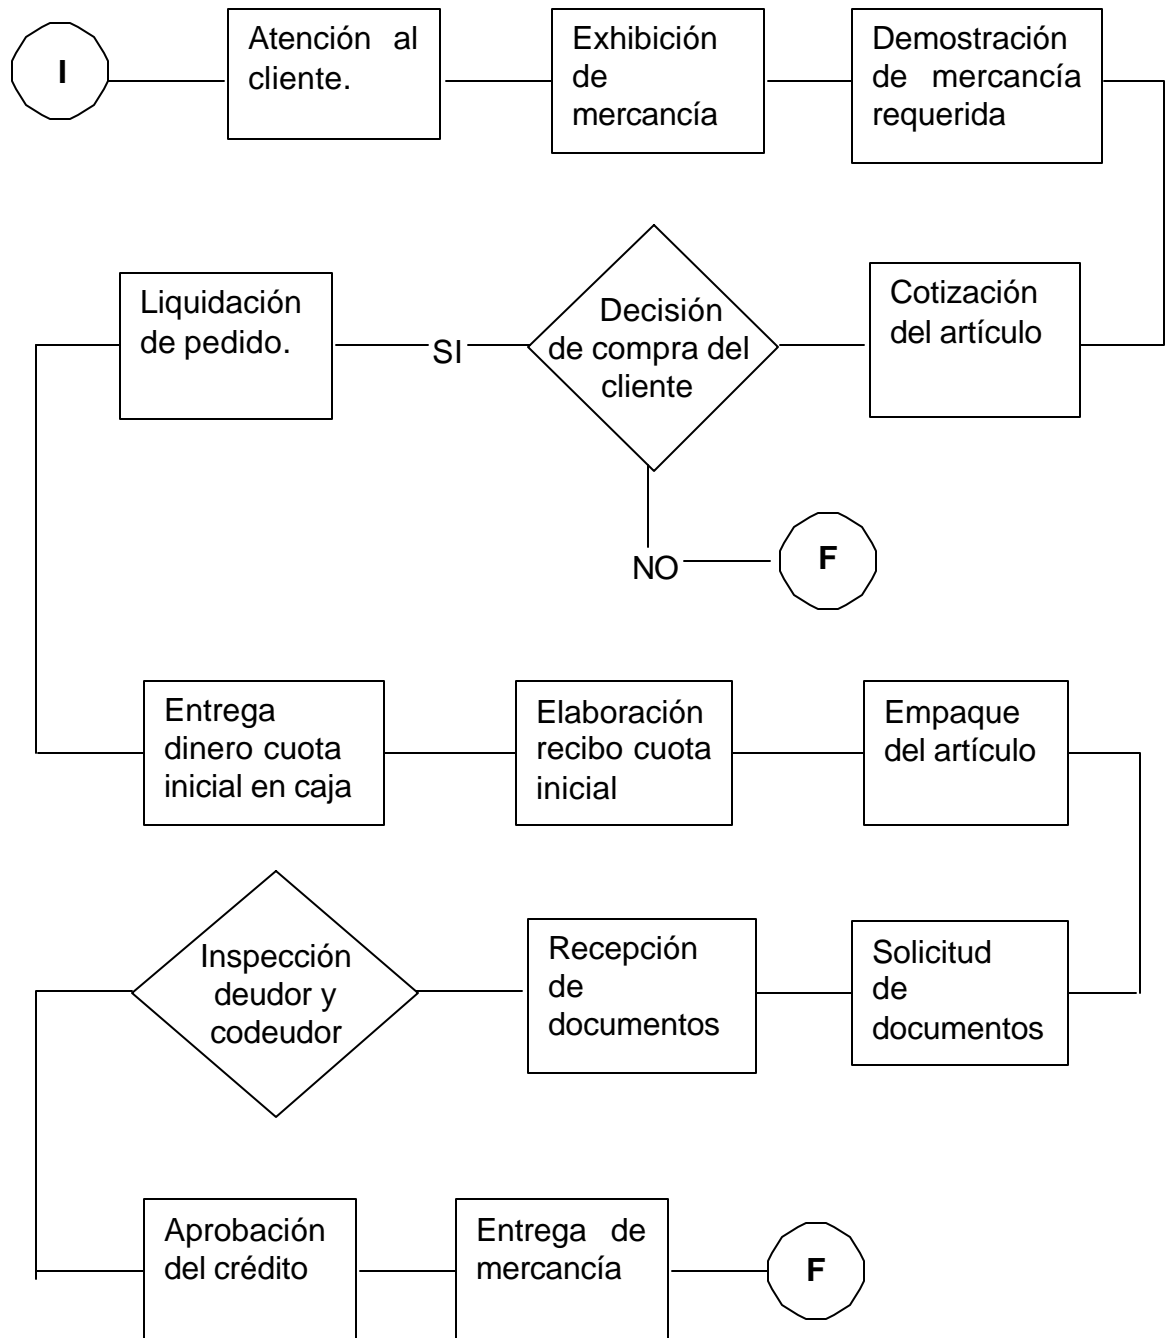 I
Atención al
cliente.
Exhibición
de
mercancía
Demostración
de mercancía
requerida
Cotización
del artículo
Decisión
de compra del
cliente
SI
Liquidación
de pedido.
NO
F
Entrega
dinero cuota
inicial en caja
Elaboración
recibo cuota
inicial
Empaque
del artículo
Solicitud
de
documentos
Recepción
de
documentos
Inspección
deudor y
codeudor
Aprobación
del crédito
Entrega de
mercancía
F